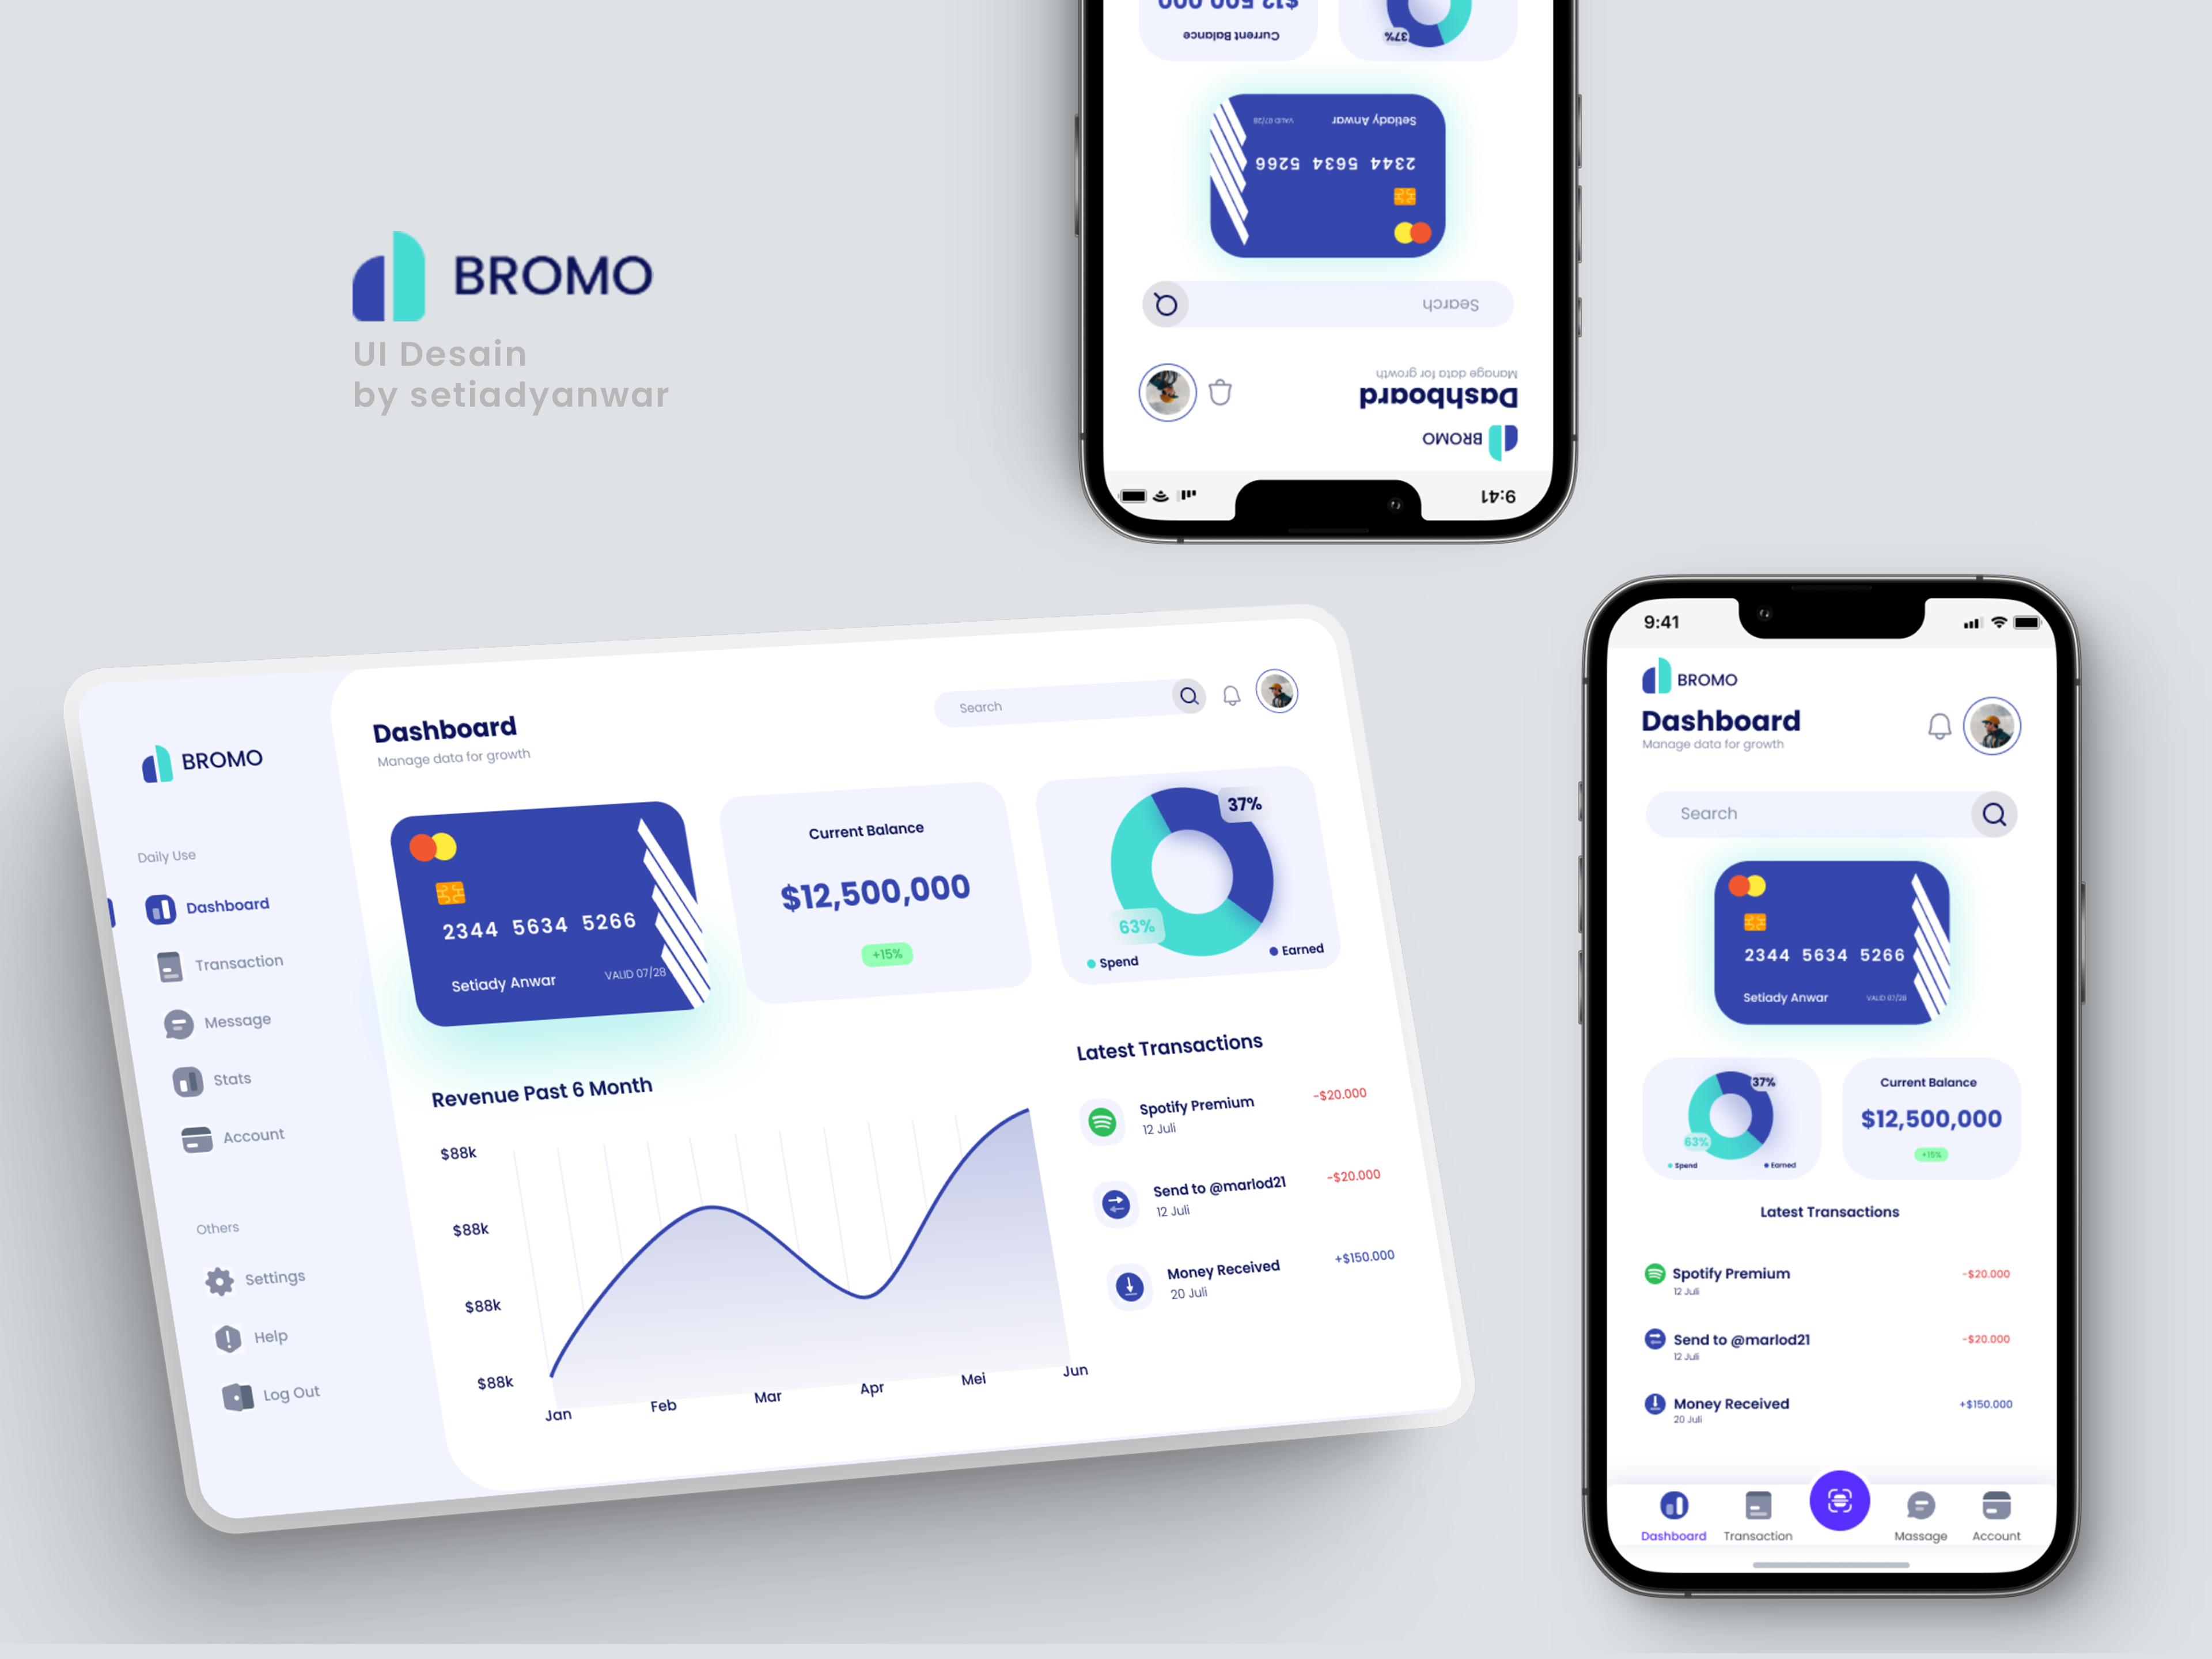 BROMO
UI Desain
by setiadyanwar
$12,500,000
Current Balance
37%
Setiady Anwar
VALID 07/28
2344 5634 5266
Search
Manage data for growth
Dashboard
BROMO
9:41
BROMO
Daily Use
Dashboard
Transaction
Message
Stats
Account
Others
Settings
Help
Log Out
Dashboard
Manage data for growth
Search
2344 5634 5266
Setiady Anwar
VALID 07/28
Current Balance
$12,500,000
+15%
37%
63%
Spend
Earned
Revenue Past 6 Month
$88k
$88k
$88k
$88k
Jan
Feb
Mar
Apr
Mei
Jun
Latest Transactions
Spotify Premium
-$20.000
12 Juli
Send to @marlod21
-$20.000
12 Juli
Money Received
+$150.000
20 Juli
9:41
BROMO
Dashboard
Manage data for growth
Search
2344 5634 5266
Setiady Anwar
VALID 07/28
37%
63%
Spend
Earned
Current Balance
$12,500,000
+15%
Latest Transactions
Spotify Premium
-$20.000
12 Juli
Send to @marlod21
-$20.000
12 Juli
Money Received
+$150.000
20 Juli
Dashboard
Transaction
Massage
Account